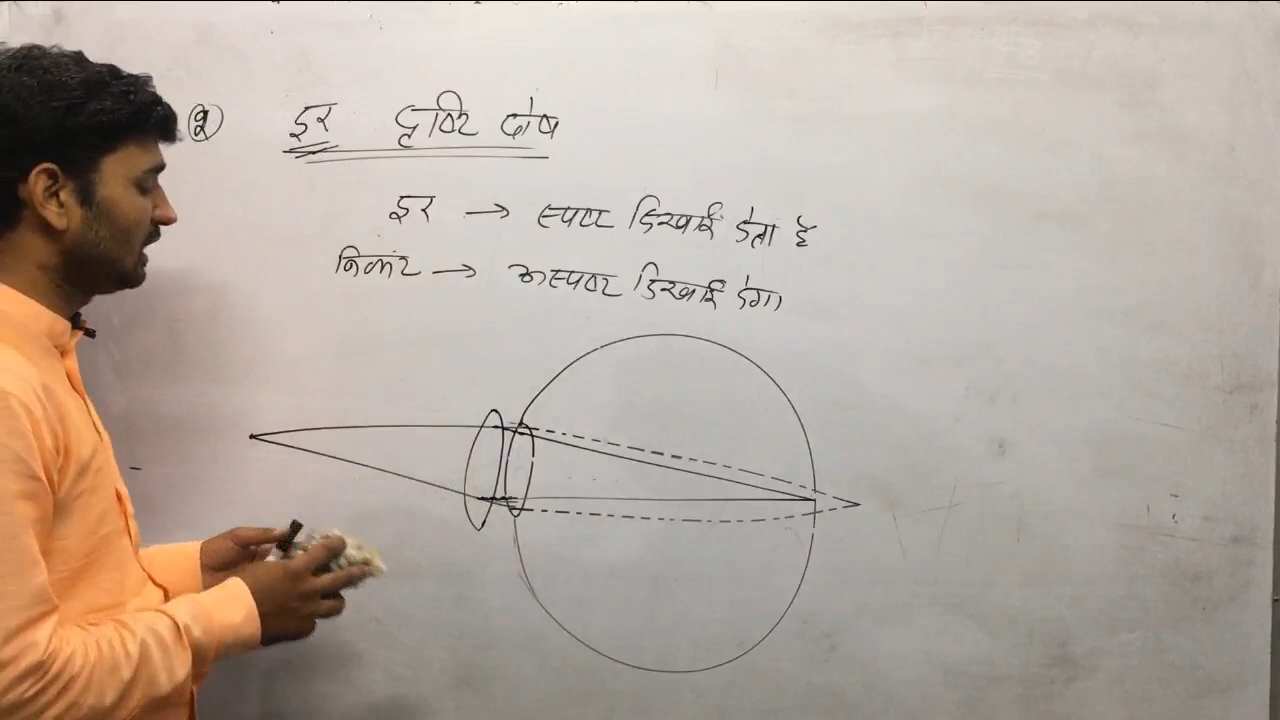 ② दूर दृष्टि दोष
दूर → स्पष्ट दिखाई देता है
निकट → अस्पष्ट दिखाई देगा